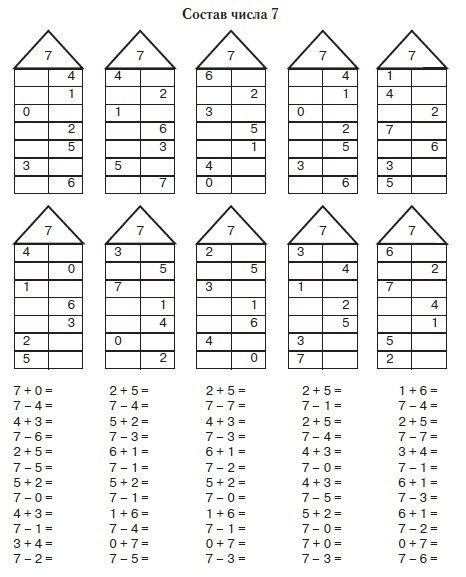 Состав числа 7
7 7 7 7 7
4 4 6 4 1
1 2 2 1 4
0 1 3 0 2
2 6 5 2 7
5 3 1 5 6
3 5 4 3 3
6 7 0 6 5
7 7 7 7 7
4 3 2 3 6
0 5 5 4 2
1 7 3 1 7
6 1 1 2 4
3 4 6 5 1
2 0 4 3 5
5 2 0 7 2
7 + 0 = 2 + 5 = 2 + 5 = 2 + 5 = 1 + 6 =
7 – 4 = 7 – 4 = 7 – 7 = 7 – 1 = 7 – 4 =
4 + 3 = 5 + 2 = 4 + 3 = 2 + 5 = 2 + 5 =
7 – 6 = 7 – 3 = 7 – 3 = 7 – 4 = 7 – 7 =
2 + 5 = 6 + 1 = 6 + 1 = 4 + 3 = 3 + 4 =
7 – 5 = 7 – 1 = 7 – 2 = 7 – 0 = 7 – 1 =
5 + 2 = 5 + 2 = 5 + 2 = 4 + 3 = 6 + 1 =
7 – 0 = 7 – 1 = 7 – 0 = 7 – 5 = 7 – 3 =
4 + 3 = 1 + 6 = 1 + 6 = 5 + 2 = 6 + 1 =
7 – 1 = 7 – 4 = 7 – 1 = 7 – 0 = 7 – 2 =
3 + 4 = 0 + 7 = 0 + 7 = 7 + 0 = 0 + 7 =
7 – 2 = 7 – 5 = 7 – 3 = 7 – 3 = 7 – 6 =